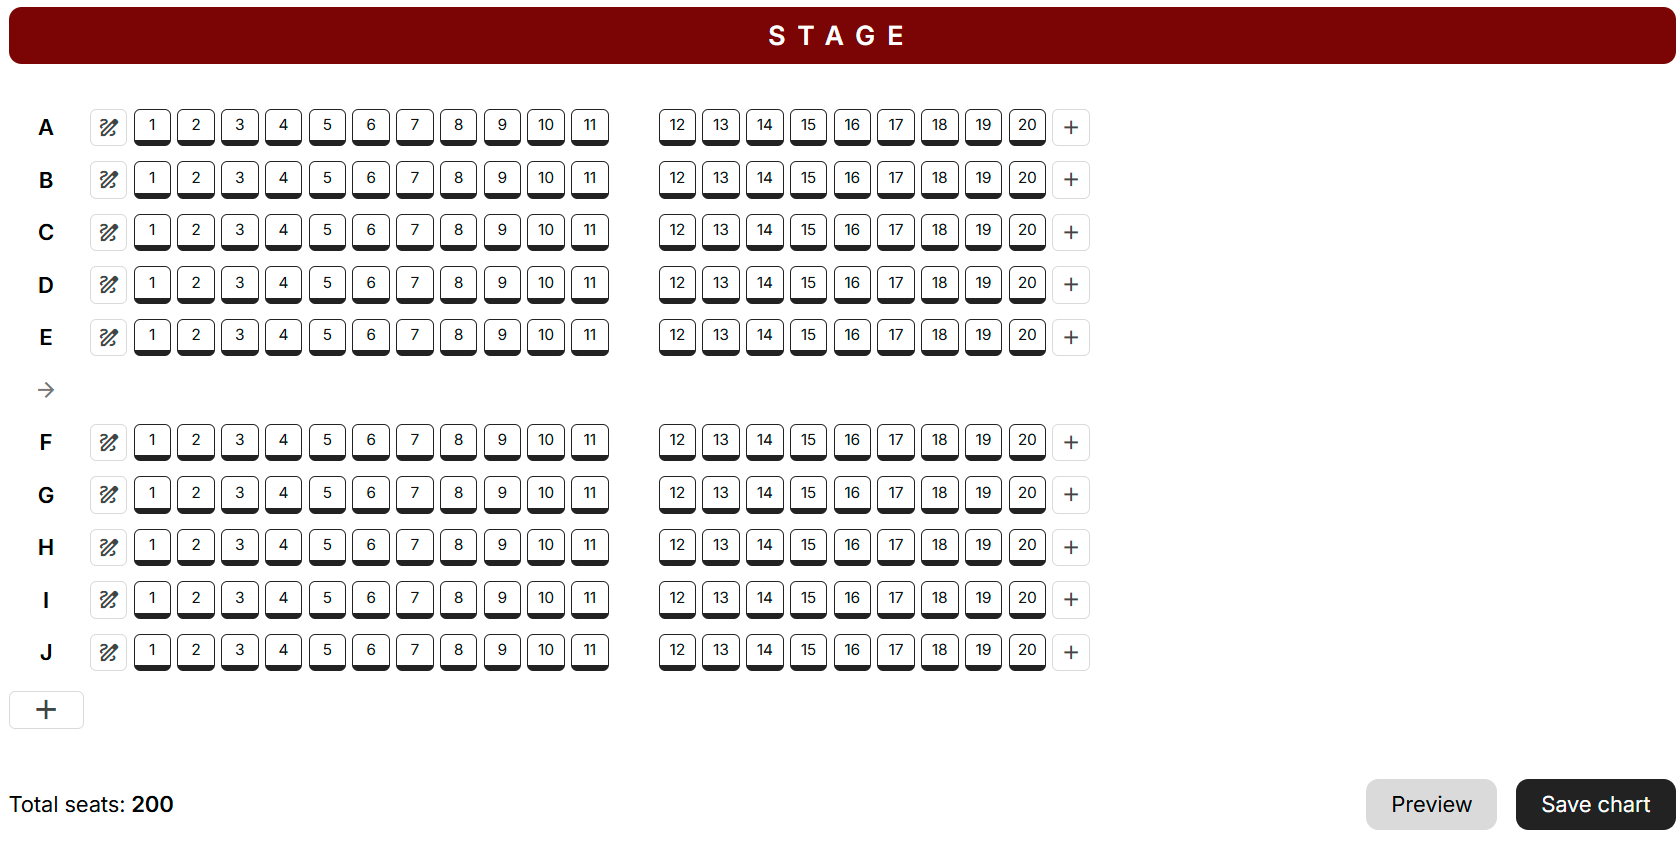 STAGE
A 1 2 3 4 5 6 7 8 9 10 11 12 13 14 15 16 17 18 19 20 +
B 1 2 3 4 5 6 7 8 9 10 11 12 13 14 15 16 17 18 19 20 +
C 1 2 3 4 5 6 7 8 9 10 11 12 13 14 15 16 17 18 19 20 +
D 1 2 3 4 5 6 7 8 9 10 11 12 13 14 15 16 17 18 19 20 +
E 1 2 3 4 5 6 7 8 9 10 11 12 13 14 15 16 17 18 19 20 +
→
F 1 2 3 4 5 6 7 8 9 10 11 12 13 14 15 16 17 18 19 20 +
G 1 2 3 4 5 6 7 8 9 10 11 12 13 14 15 16 17 18 19 20 +
H 1 2 3 4 5 6 7 8 9 10 11 12 13 14 15 16 17 18 19 20 +
I 1 2 3 4 5 6 7 8 9 10 11 12 13 14 15 16 17 18 19 20 +
J 1 2 3 4 5 6 7 8 9 10 11 12 13 14 15 16 17 18 19 20 +
+
Total seats: 200 Preview Save chart